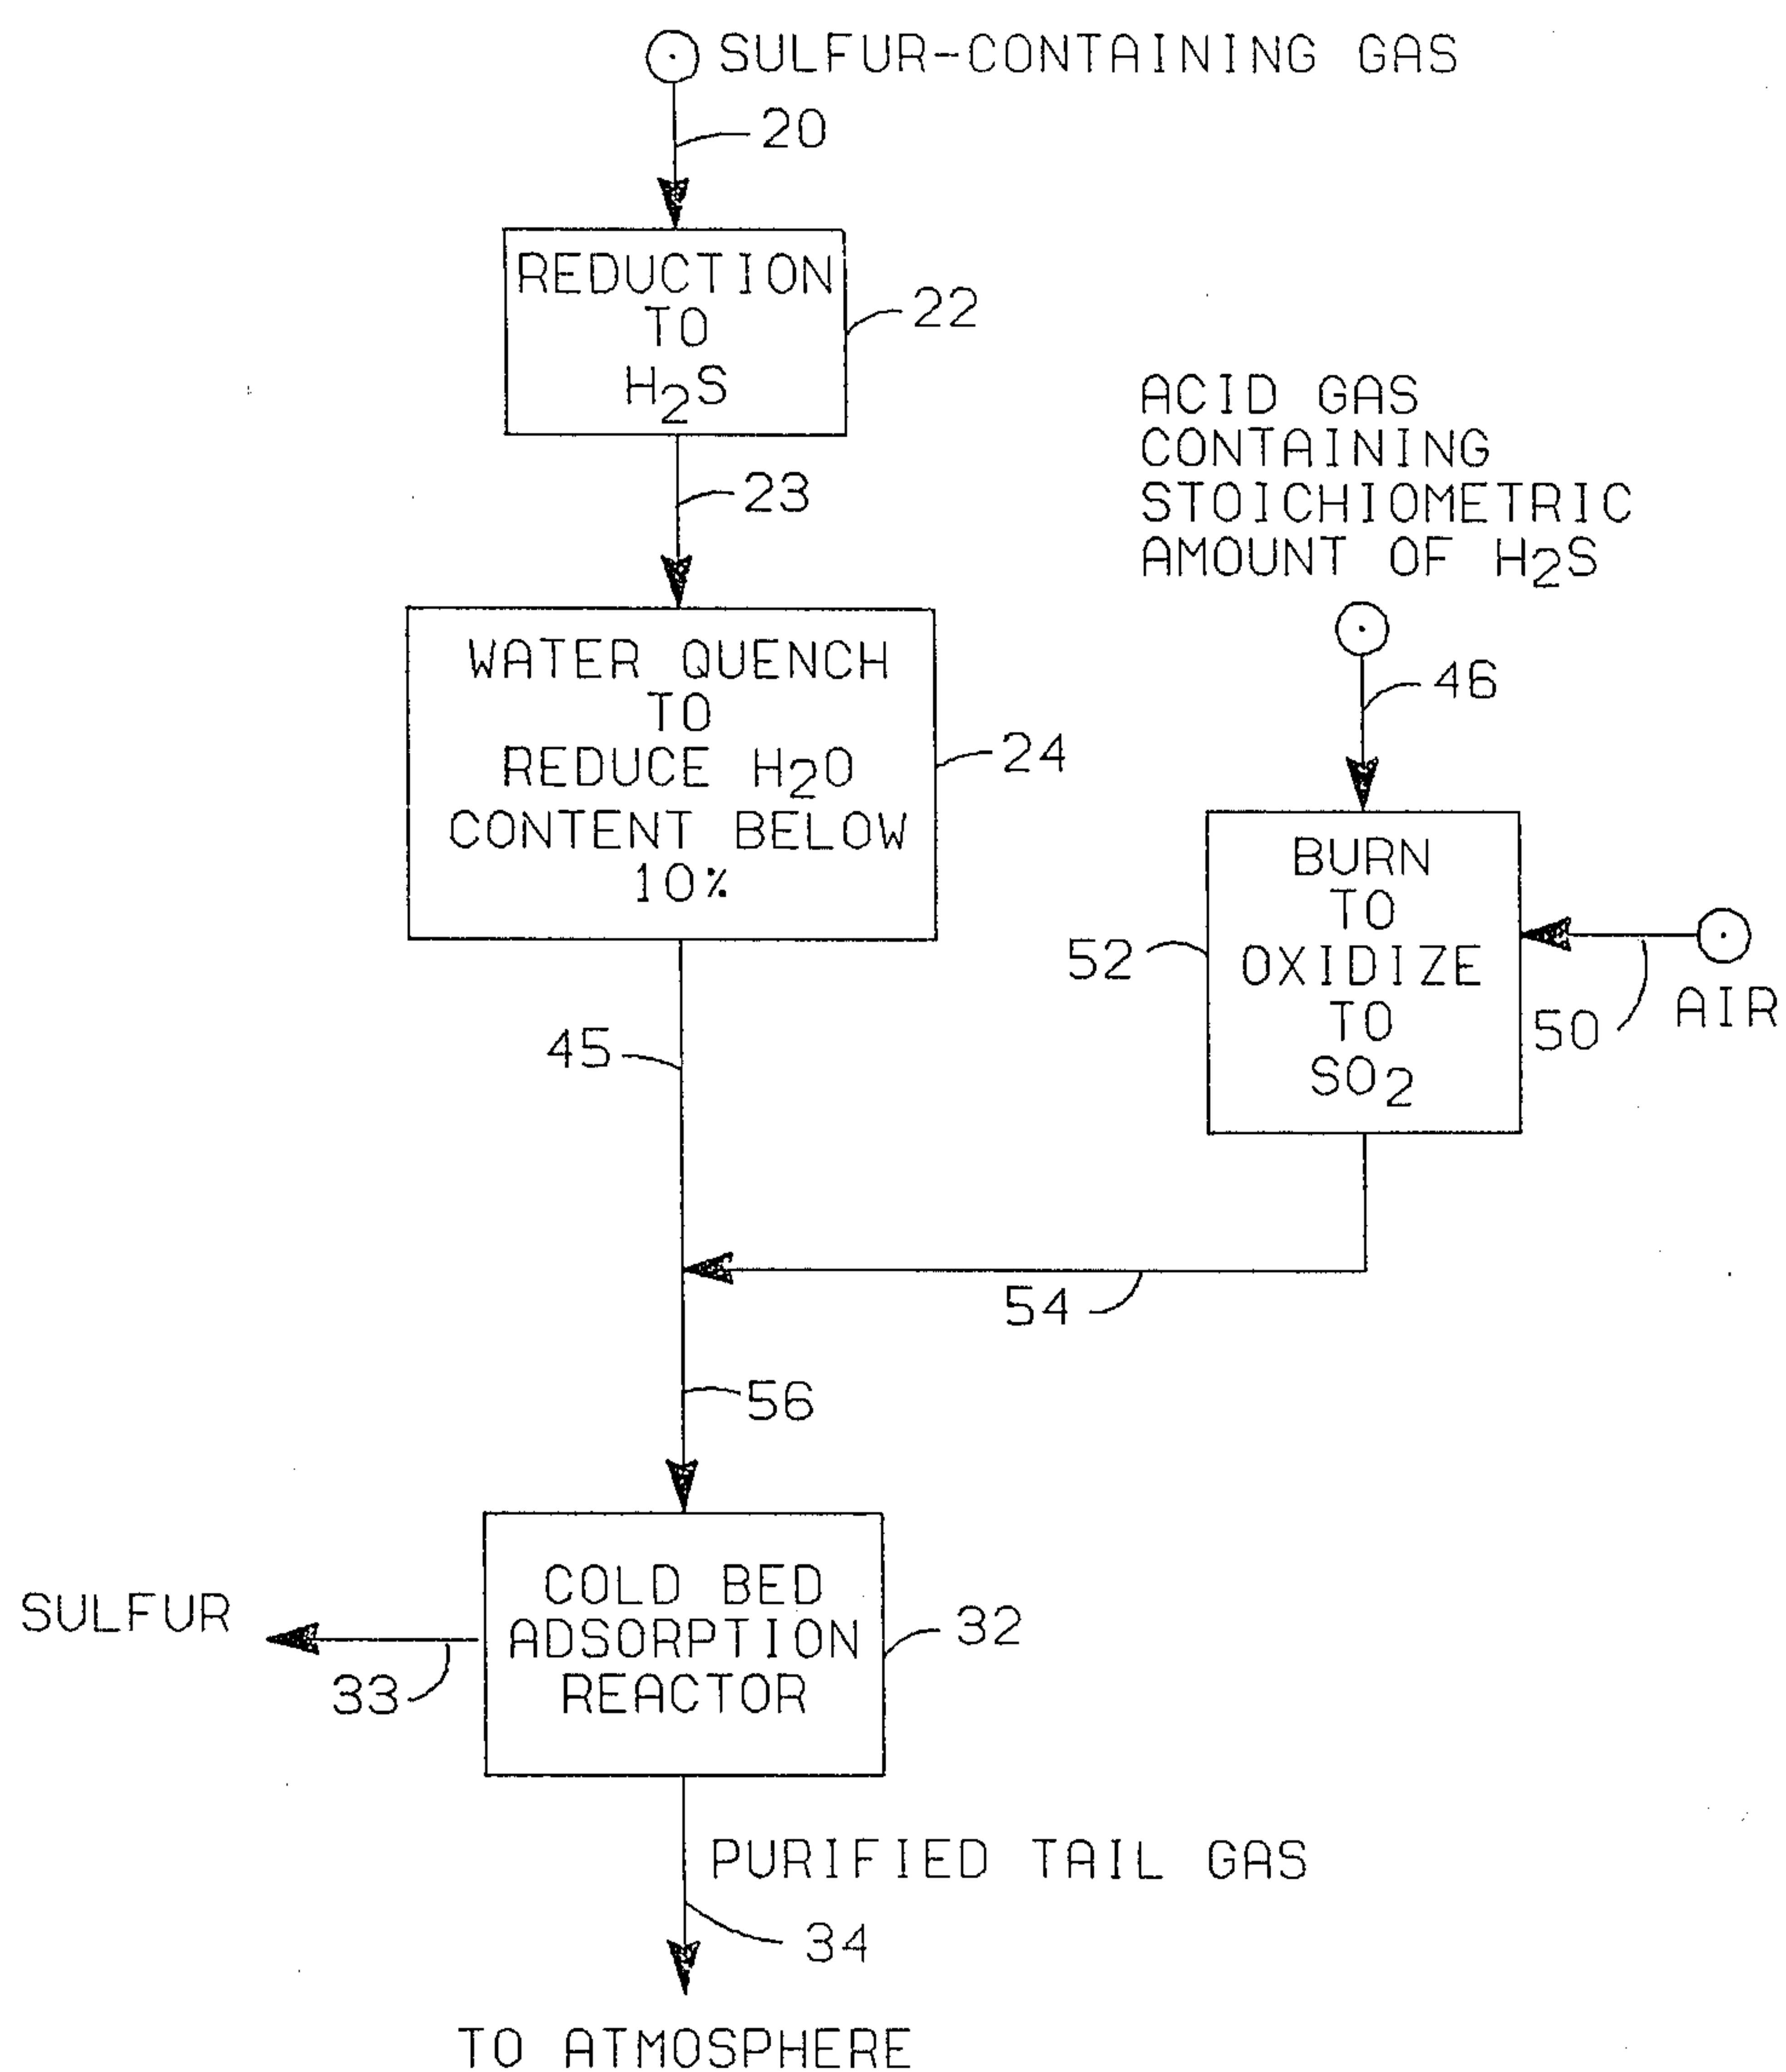 SULFUR-CONTAINING GAS
20
REDUCTION
TO
H₂S
22
23
ACID GAS
CONTAINING
STOICHIOMETRIC
AMOUNT OF H₂S
46
WATER QUENCH
TO
REDUCE H₂O
CONTENT BELOW
10%
24
BURN
TO
OXIDIZE
TO
SO₂
52
50
AIR
45
54
56
COLD BED
ADSORPTION
REACTOR
32
SULFUR
33
PURIFIED TAIL GAS
34
TO ATMOSPHERE